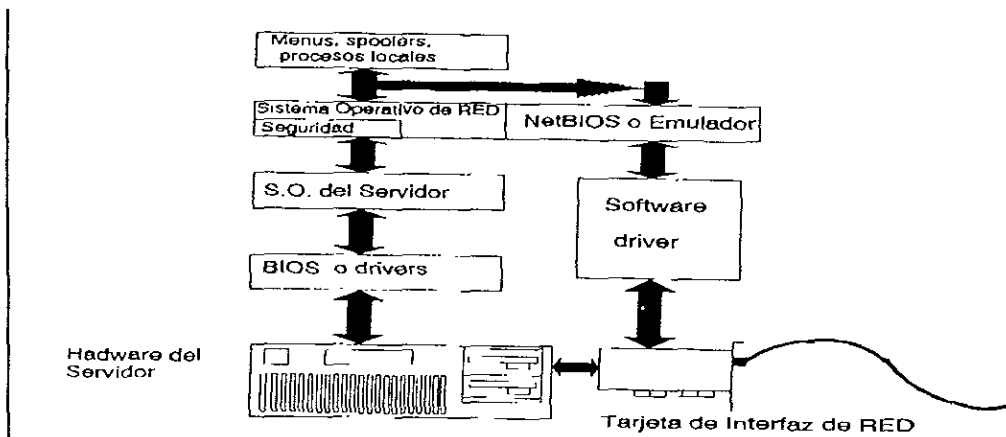 Menus, spoolers,
procesos locales
Sistema Operativo de RED
Seguridad
NetBIOS o Emulador
S.O. del Servidor
Software
driver
BIOS o drivers
Hadware del
Servidor
Tarjeta de Interfaz de RED